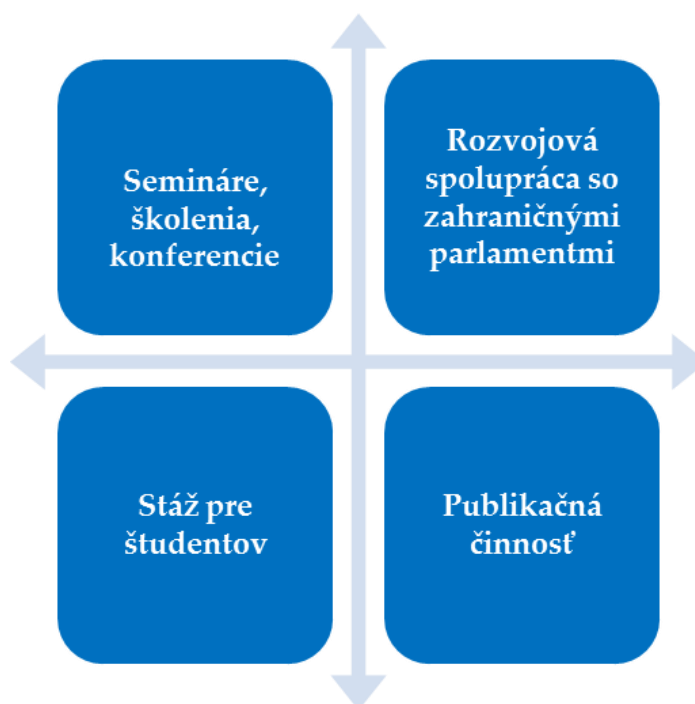 Semináre,
školenia,
konferencie
Rozvojová
spolupráca so
zahraničnými
parlamentmi
Stáž pre
študentov
Publikačná
činnosť